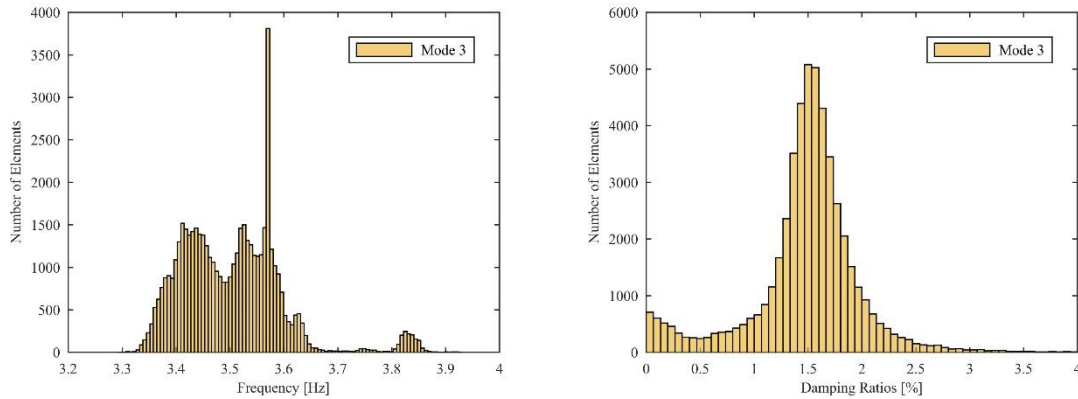 4000
3500
3000
2500
2000
1500
1000
500
0
Number of Elements
Mode 3
3.2 3.3 3.4 3.5 3.6 3.7 3.8 3.9 4
Frequency [Hz]
6000
5000
4000
3000
2000
1000
0
Number of Elements
Mode 3
0 0.5 1 1.5 2 2.5 3 3.5 4
Damping Ratios [%]